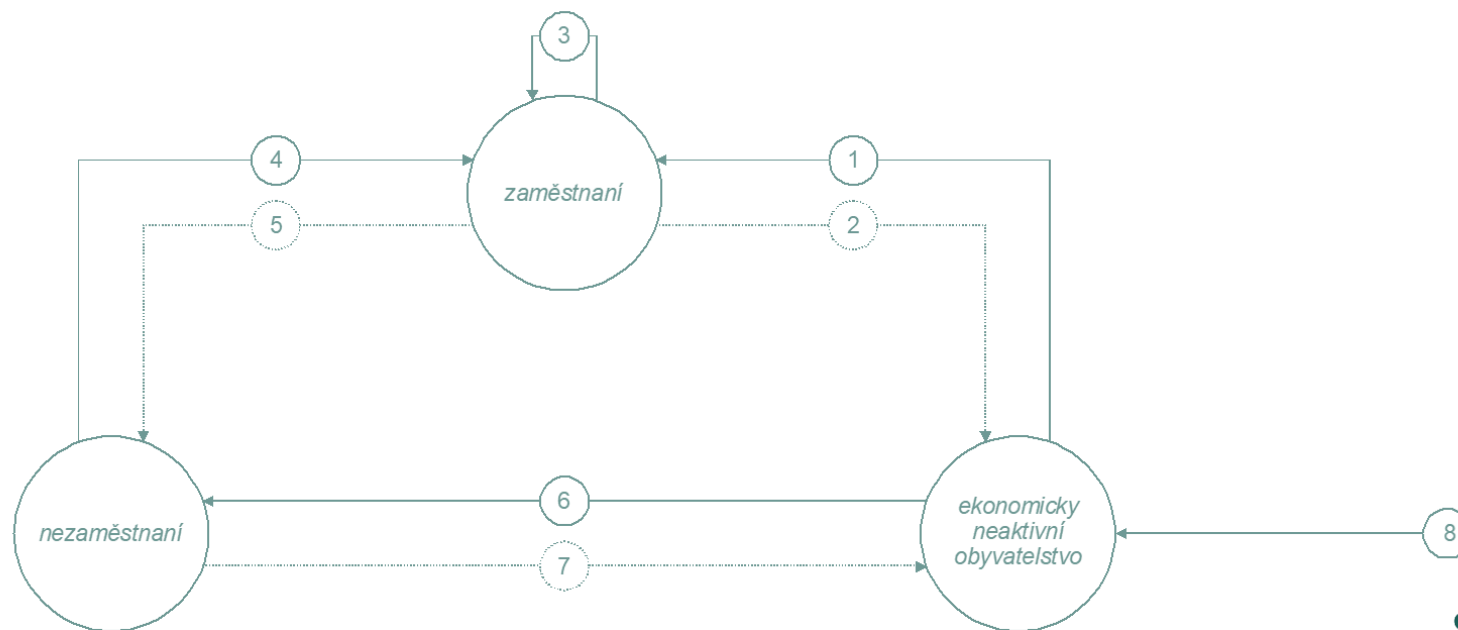 3
4
1
zaměstnaní
5
2
6
ekonomicky
neaktivní
obyvatelstvo
nezaměstnaní
8
7